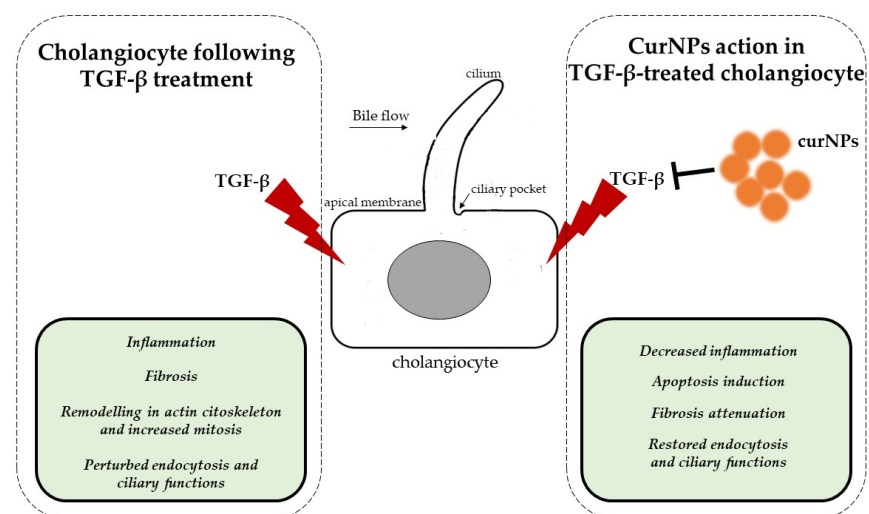 Cholangiocyte following
TGF-β treatment
TGF-β
Inflammation
Fibrosis
Remodelling in actin citoskeleton
and increased mitosis
Perturbed endocytosis and
ciliary functions
cilium
Bile flow
ciliary pocket
apical membrane
cholangiocyte
CurNPs action in
TGF-β-treated cholangiocyte
curNPs
TGF-β
Decreased inflammation
Apoptosis induction
Fibrosis attenuation
Restored endocytosis
and ciliary functions